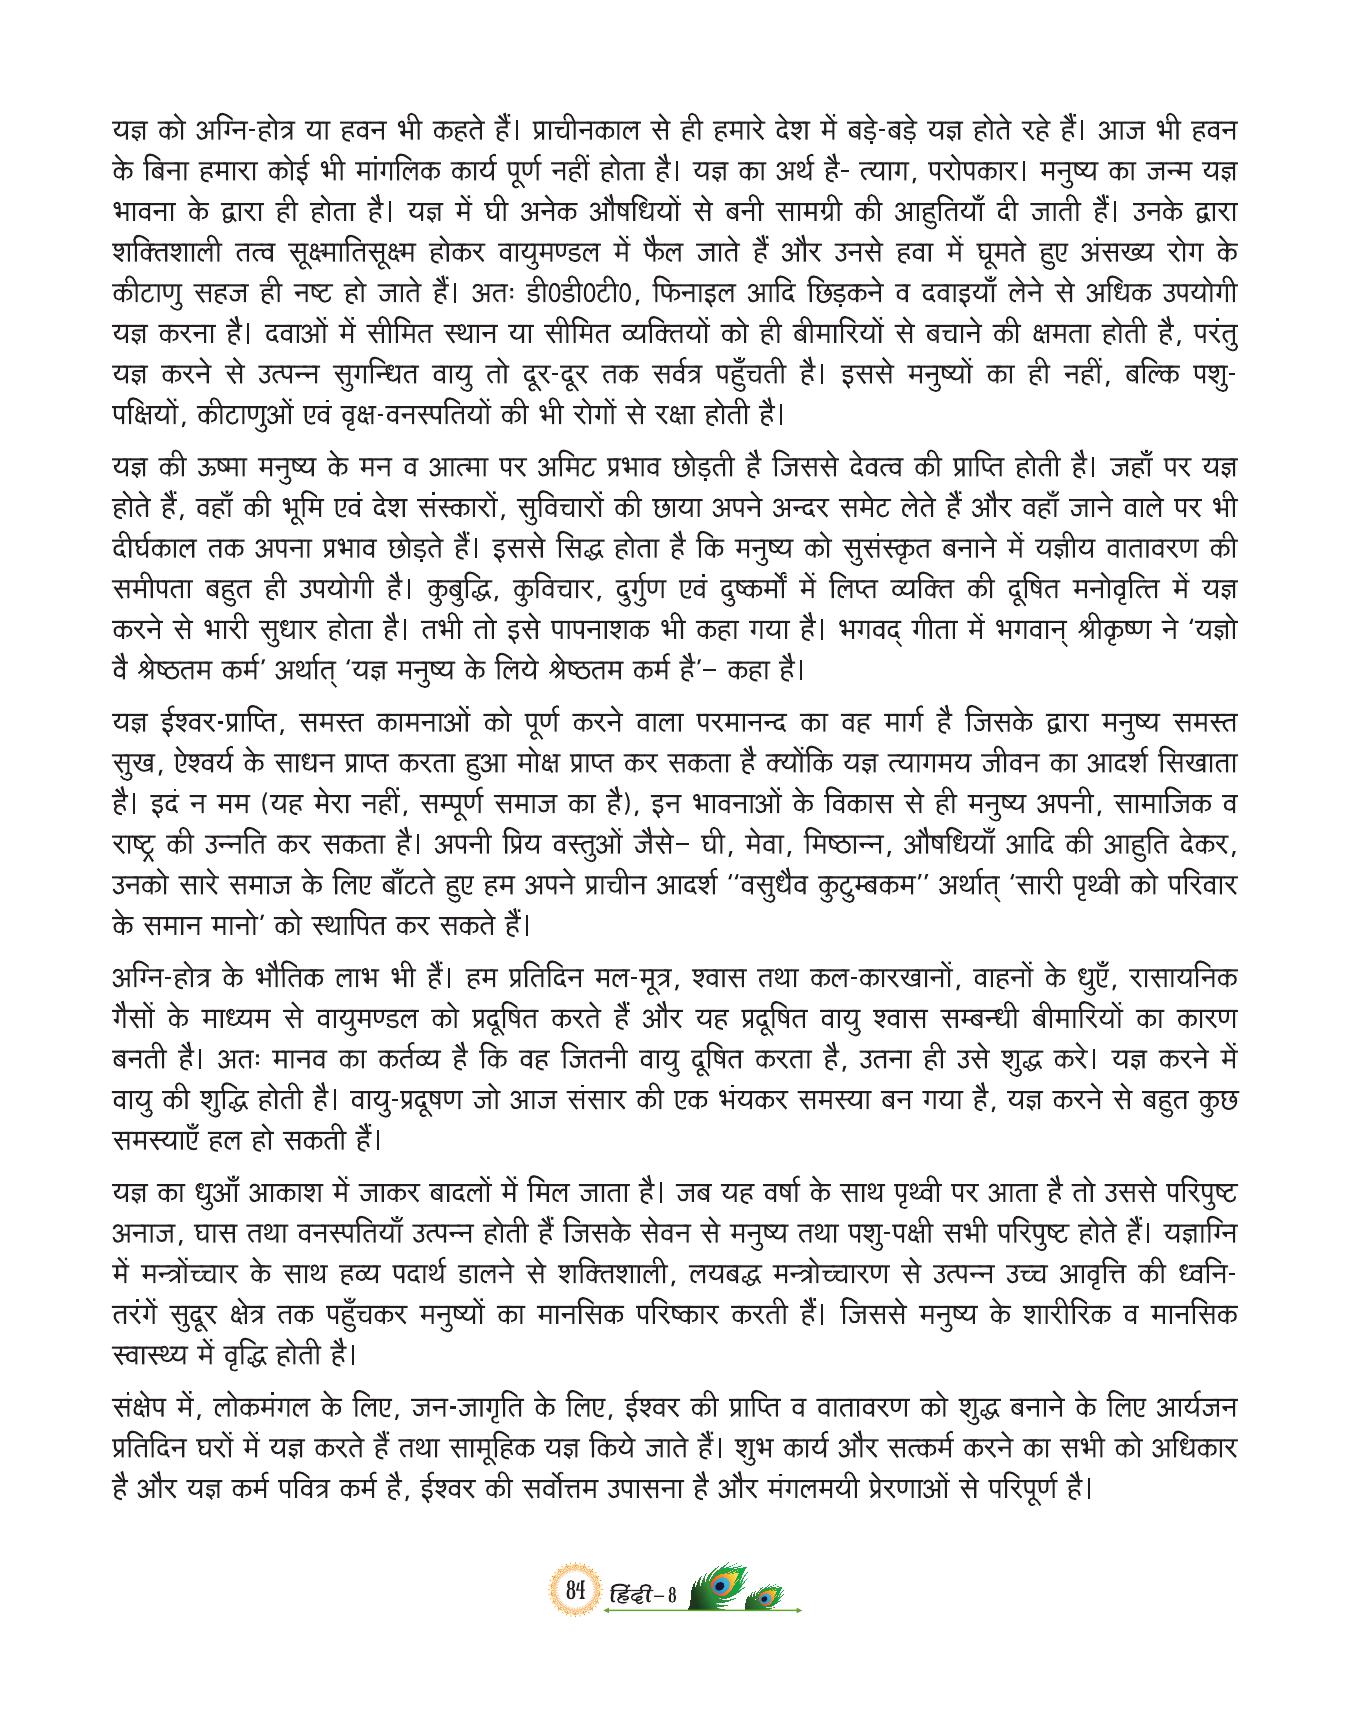 यज्ञ को अग्नि-होत्र या हवन भी कहते हैं। प्राचीनकाल से ही हमारे देश में बड़े-बड़े यज्ञ होते रहे हैं। आज भी हवन
के बिना हमारा कोई भी मांगलिक कार्य पूर्ण नहीं होता है। यज्ञ का अर्थ है- त्याग, परोपकार। मनुष्य का जन्म यज्ञ
भावना के द्वारा ही होता है। यज्ञ में घी अनेक औषधियों से बनी सामग्री की आहुतियाँ दी जाती हैं। उनके द्वारा
शक्तिशाली तत्व सूक्ष्मातिसूक्ष्म होकर वायुमण्डल में फैल जाते हैं और उनसे हवा में घूमते हुए अंसख्य रोग के
कीटाणु सहज ही नष्ट हो जाते हैं। अतः डी0डी0टी0, फिनाइल आदि छिड़कने व दवाइयाँ लेने से अधिक उपयोगी
यज्ञ करना है। दवाओं में सीमित स्थान या सीमित व्यक्तियों को ही बीमारियों से बचाने की क्षमता होती है, परंतु
यज्ञ करने से उत्पन्न सुगन्धित वायु तो दूर-दूर तक सर्वत्र पहुँचती है। इससे मनुष्यों का ही नहीं, बल्कि पशु-
पक्षियों, कीटाणुओं एवं वृक्ष-वनस्पतियों की भी रोगों से रक्षा होती है।
यज्ञ की ऊष्मा मनुष्य के मन व आत्मा पर अमिट प्रभाव छोड़ती है जिससे देवत्व की प्राप्ति होती है। जहाँ पर यज्ञ
होते हैं, वहाँ की भूमि एवं देश संस्कारों, सुविचारों की छाया अपने अन्दर समेट लेते हैं और वहाँ जाने वाले पर भी
दीर्घकाल तक अपना प्रभाव छोड़ते हैं। इससे सिद्ध होता है कि मनुष्य को सुसंस्कृत बनाने में यज्ञीय वातावरण की
समीपता बहुत ही उपयोगी है। कुबुद्धि, कुविचार, दुर्गुण एवं दुष्कर्मों में लिप्त व्यक्ति की दूषित मनोवृत्ति में यज्ञ
करने से भारी सुधार होता है। तभी तो इसे पापनाशक भी कहा गया है। भगवद् गीता में भगवान् श्रीकृष्ण ने ‘यज्ञो
वै श्रेष्ठतम कर्म’ अर्थात् ‘यज्ञ मनुष्य के लिये श्रेष्ठतम कर्म है’– कहा है।
यज्ञ ईश्वर-प्राप्ति, समस्त कामनाओं को पूर्ण करने वाला परमानन्द का वह मार्ग है जिसके द्वारा मनुष्य समस्त
सुख, ऐश्वर्य के साधन प्राप्त करता हुआ मोक्ष प्राप्त कर सकता है क्योंकि यज्ञ त्यागमय जीवन का आदर्श सिखाता
है। इदं न मम (यह मेरा नहीं, सम्पूर्ण समाज का है), इन भावनाओं के विकास से ही मनुष्य अपनी, सामाजिक व
राष्ट्र की उन्नति कर सकता है। अपनी प्रिय वस्तुओं जैसे– घी, मेवा, मिष्ठान्न, औषधियाँ आदि की आहुति देकर,
उनको सारे समाज के लिए बाँटते हुए हम अपने प्राचीन आदर्श ‘‘वसुधैव कुटुम्बकम’’ अर्थात् ‘सारी पृथ्वी को परिवार
के समान मानो’ को स्थापित कर सकते हैं।
अग्नि-होत्र के भौतिक लाभ भी हैं। हम प्रतिदिन मल-मूत्र, श्वास तथा कल-कारखानों, वाहनों के धुएँ, रासायनिक
गैसों के माध्यम से वायुमण्डल को प्रदूषित करते हैं और यह प्रदूषित वायु श्वास सम्बन्धी बीमारियों का कारण
बनती है। अतः मानव का कर्तव्य है कि वह जितनी वायु दूषित करता है, उतना ही उसे शुद्ध करे। यज्ञ करने में
वायु की शुद्धि होती है। वायु-प्रदूषण जो आज संसार की एक भंयकर समस्या बन गया है, यज्ञ करने से बहुत कुछ
समस्याएँ हल हो सकती हैं।
यज्ञ का धुआँ आकाश में जाकर बादलों में मिल जाता है। जब यह वर्षा के साथ पृथ्वी पर आता है तो उससे परिपुष्ट
अनाज, घास तथा वनस्पतियाँ उत्पन्न होती हैं जिसके सेवन से मनुष्य तथा पशु-पक्षी सभी परिपुष्ट होते हैं। यज्ञाग्नि
में मन्त्रोंच्चार के साथ हव्य पदार्थ डालने से शक्तिशाली, लयबद्ध मन्त्रोच्चारण से उत्पन्न उच्च आवृत्ति की ध्वनि-
तरंगें सुदूर क्षेत्र तक पहुँचकर मनुष्यों का मानसिक परिष्कार करती हैं। जिससे मनुष्य के शारीरिक व मानसिक
स्वास्थ्य में वृद्धि होती है।
संक्षेप में, लोकमंगल के लिए, जन-जागृति के लिए, ईश्वर की प्राप्ति व वातावरण को शुद्ध बनाने के लिए आर्यजन
प्रतिदिन घरों में यज्ञ करते हैं तथा सामूहिक यज्ञ किये जाते हैं। शुभ कार्य और सत्कर्म करने का सभी को अधिकार
है और यज्ञ कर्म पवित्र कर्म है, ईश्वर की सर्वोत्तम उपासना है और मंगलमयी प्रेरणाओं से परिपूर्ण है।
84 हिंदी–8